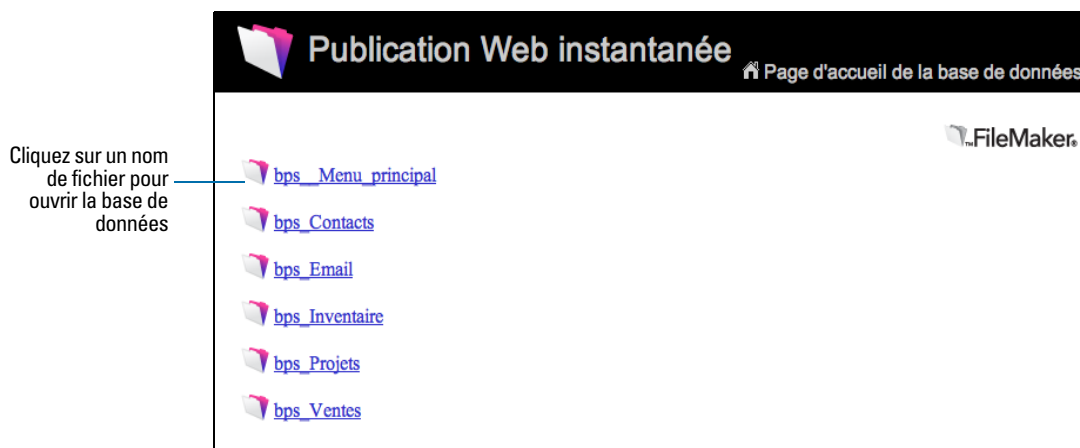 Publication Web instantanée
Page d'accueil de la base de données
FileMaker®
Cliquez sur un nom
de fichier pour
ouvrir la base de
données
bps__Menu_principal
bps_Contacts
bps_Email
bps_Inventaire
bps_Projets
bps_Ventes